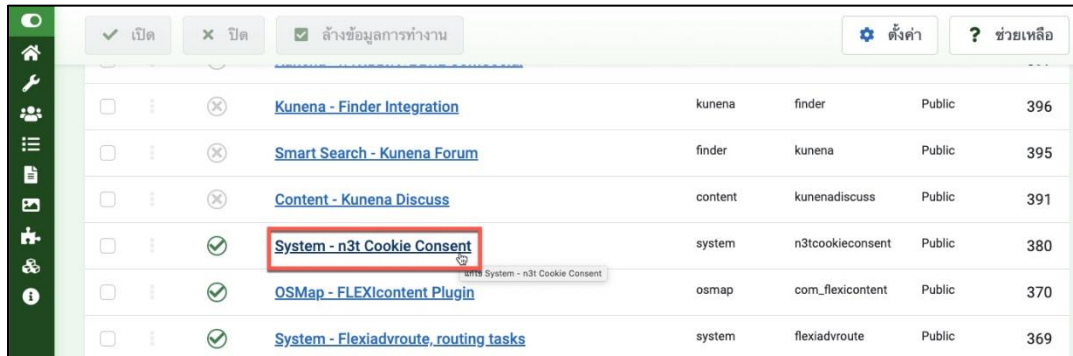 เปิด ปิด ล้างข้อมูลการทำงาน ตั้งค่า ? ช่วยเหลือ
Kunena - Finder Integration kunena finder Public 396
Smart Search - Kunena Forum finder kunena Public 395
Content - Kunena Discuss content kunenadiscuss Public 391
System - n3t Cookie Consent system n3tcookieconsent Public 380
แก้ไข System - n3t Cookie Consent
OSMap - FLEXIcontent Plugin osmap com_flexicontent Public 370
System - Flexiadvroute, routing tasks system flexiadvroute Public 369